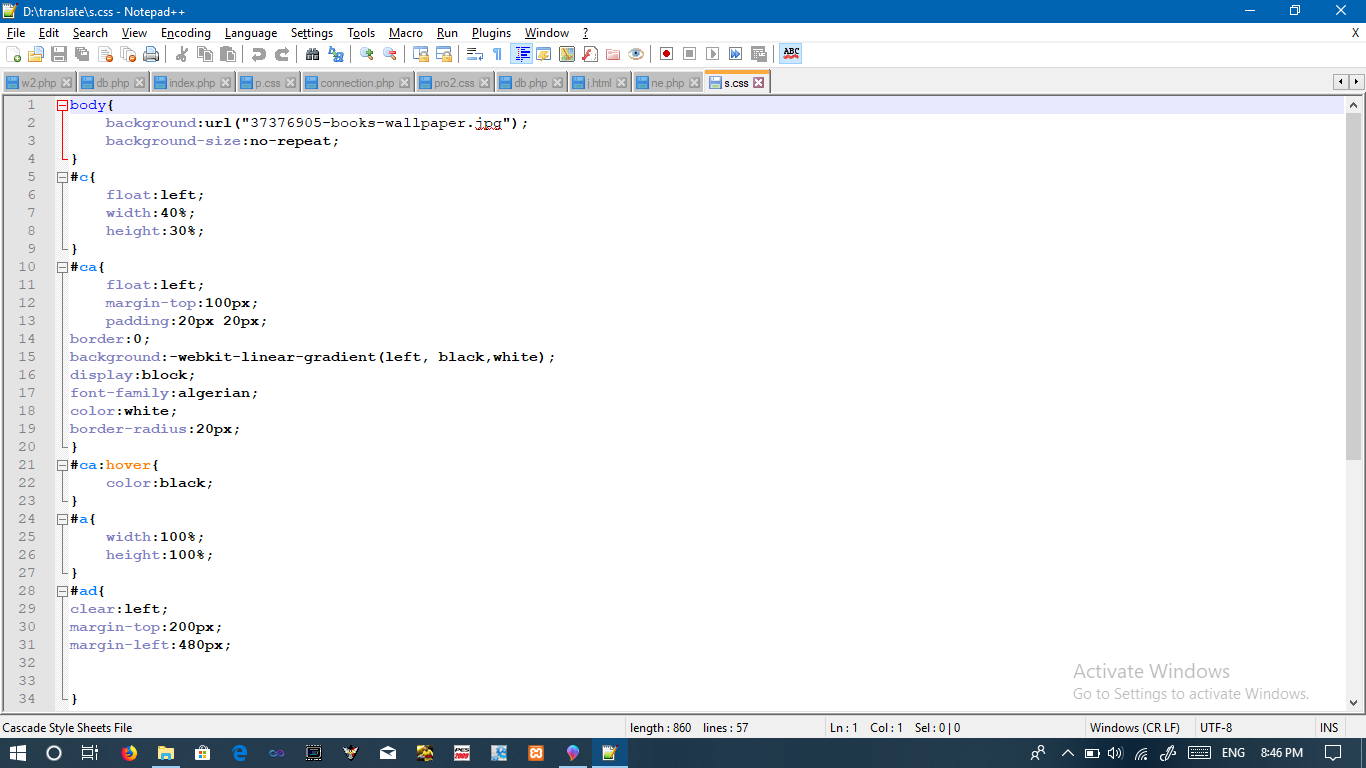 D:\translate\s.css - Notepad++
File Edit Search View Encoding Language Settings Tools Macro Run Plugins Window ? X
ABC
w2.php db.php index.php p.css connection.php pro2.css db.php j.html ne.php s.css
1 body{
2 background:url("37376905-books-wallpaper.jpg");
3 background-size:no-repeat;
4 }
5 #c{
6 float:left;
7 width:40%;
8 height:30%;
9 }
10 #ca{
11 float:left;
12 margin-top:100px;
13 padding:20px 20px;
14 border:0;
15 background:-webkit-linear-gradient(left, black,white);
16 display:block;
17 font-family:algerian;
18 color:white;
19 border-radius:20px;
20 }
21 #ca:hover{
22 color:black;
23 }
24 #a{
25 width:100%;
26 height:100%;
27 }
28 #ad{
29 clear:left;
30 margin-top:200px;
31 margin-left:480px;
32
33
34 }
Activate Windows
Go to Settings to activate Windows.
Cascade Style Sheets File length : 860 lines : 57 Ln : 1 Col : 1 Sel : 0 | 0 Windows (CR LF) UTF-8 INS
ENG 8:46 PM